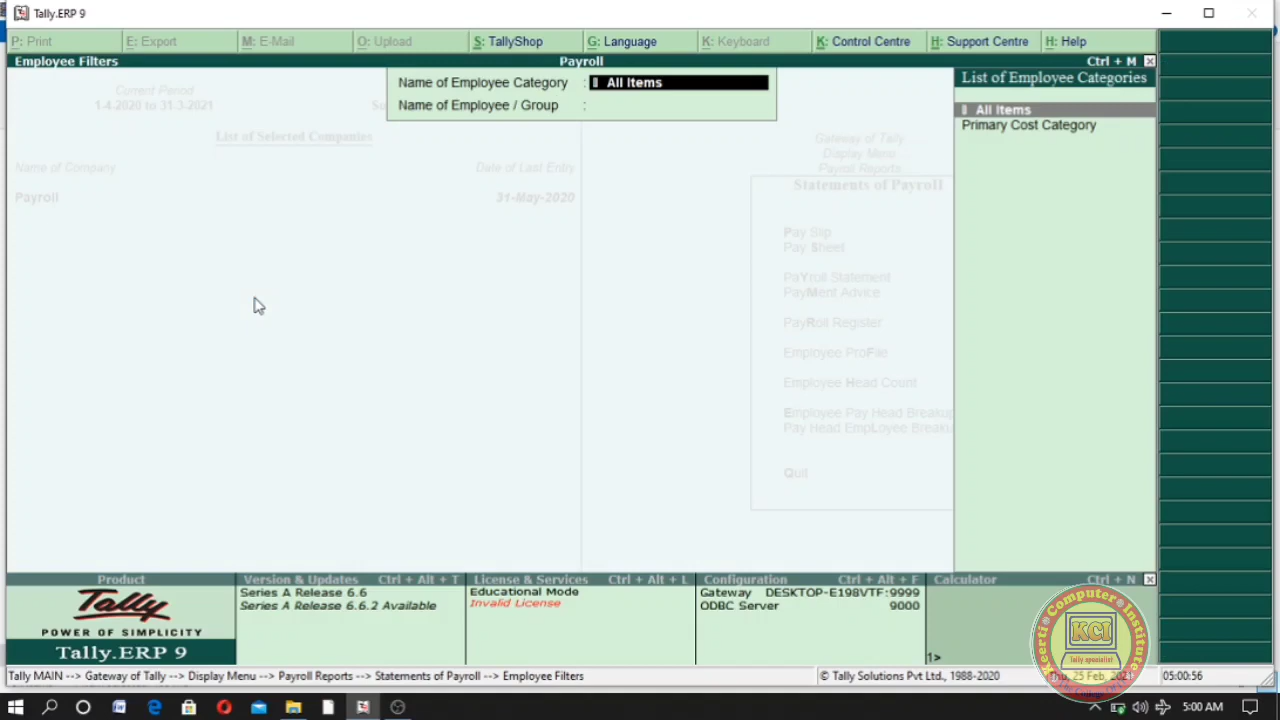 Tally.ERP 9
P: Print
E: Export
M: E-Mail
O: Upload
S: TallyShop
G: Language
K: Keyboard
K: Control Centre
H: Support Centre
H: Help
Employee Filters
Payroll
Ctrl + M
Name of Employee Category : All Items
Name of Employee / Group :
List of Employee Categories
All Items
Primary Cost Category
Current Period
1-4-2020 to 31-3-2021
List of Selected Companies
Name of Company
Date of Last Entry
Payroll
31-May-2020
Gateway of Tally
Display Menu
Payroll Reports
Statements of Payroll
Pay Slip
Pay Sheet
PaYroll Statement
PayMent Advice
PayRoll Register
Employee ProFile
Employee Head Count
Employee Pay Head Breakup
Pay Head EmpLoyee Breaku
Quit
Product
Tally
POWER OF SIMPLICITY
Tally.ERP 9
Version & Updates Ctrl + Alt + T
Series A Release 6.6
Series A Release 6.6.2 Available
License & Services Ctrl + Alt + L
Educational Mode
Invalid License
Configuration Ctrl + Alt + F
Gateway DESKTOP-E198VTF:9999
ODBC Server 9000
Calculator Ctrl + N
1>
Keerti Computer Institute
KCI
Tally specialist
Tally MAIN --> Gateway of Tally --> Display Menu --> Payroll Reports --> Statements of Payroll --> Employee Filters
© Tally Solutions Pvt Ltd., 1988-2020
Thu, 25 Feb, 2021
05:00:56
5:00 AM